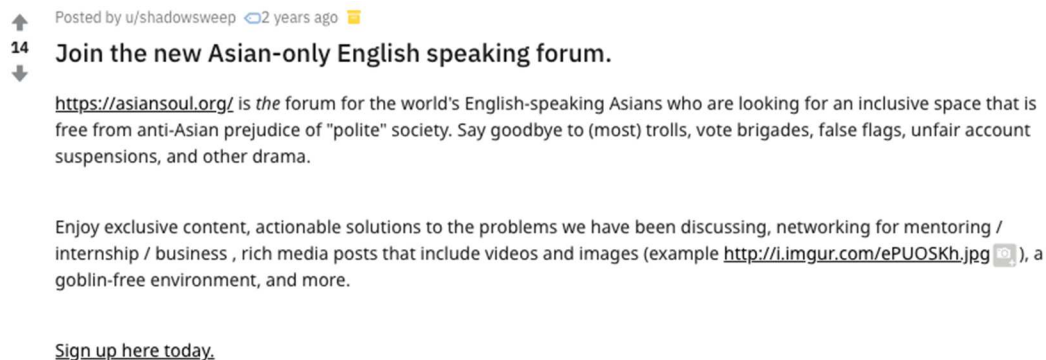 Posted by u/shadowsweep 2 years ago
14
Join the new Asian-only English speaking forum.
https://asiansoul.org/ is the forum for the world's English-speaking Asians who are looking for an inclusive space that is
free from anti-Asian prejudice of "polite" society. Say goodbye to (most) trolls, vote brigades, false flags, unfair account
suspensions, and other drama.
Enjoy exclusive content, actionable solutions to the problems we have been discussing, networking for mentoring /
internship / business , rich media posts that include videos and images (example http://i.imgur.com/ePUOSKh.jpg ), a
goblin-free environment, and more.
Sign up here today.